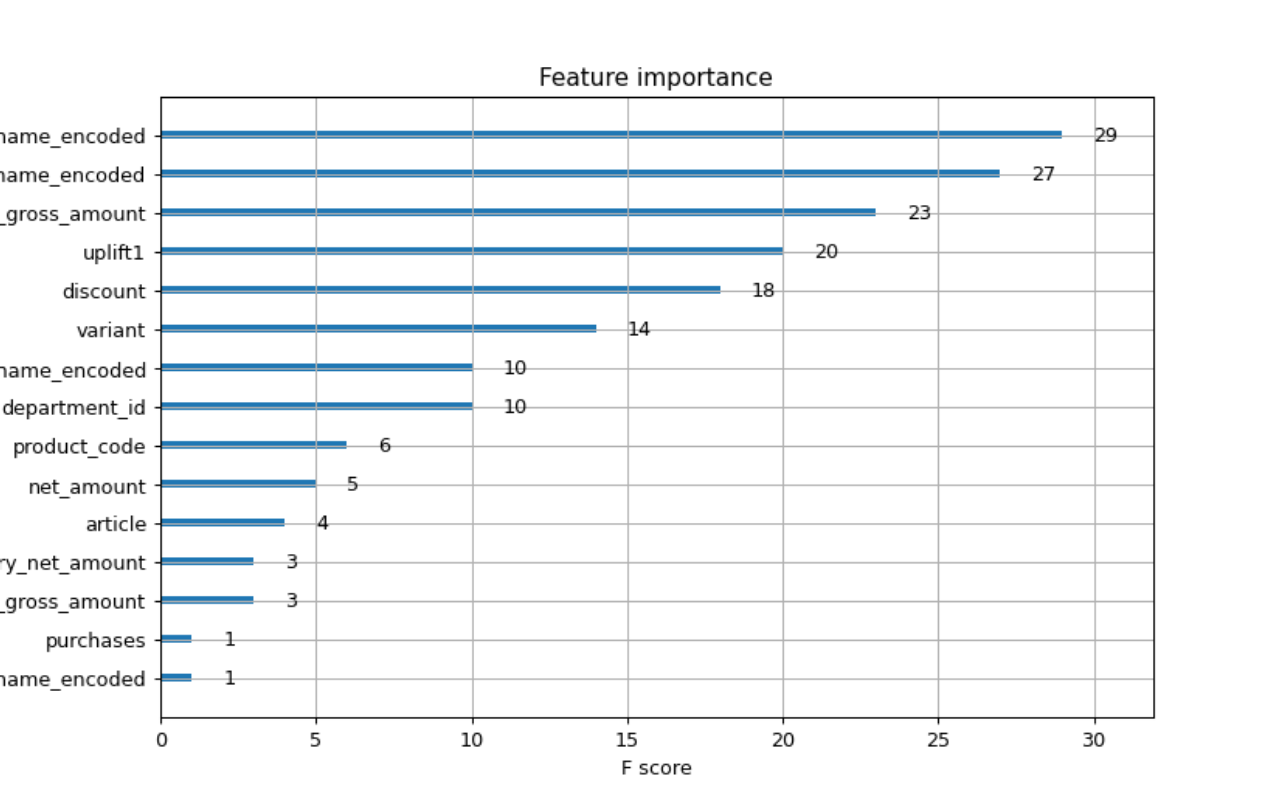 Feature importance
name_encoded 29
name_encoded 27
_gross_amount 23
uplift1 20
discount 18
variant 14
name_encoded 10
department_id 10
product_code 6
net_amount 5
article 4
ry_net_amount 3
_gross_amount 3
purchases 1
name_encoded 1
0 5 10 15 20 25 30
F score